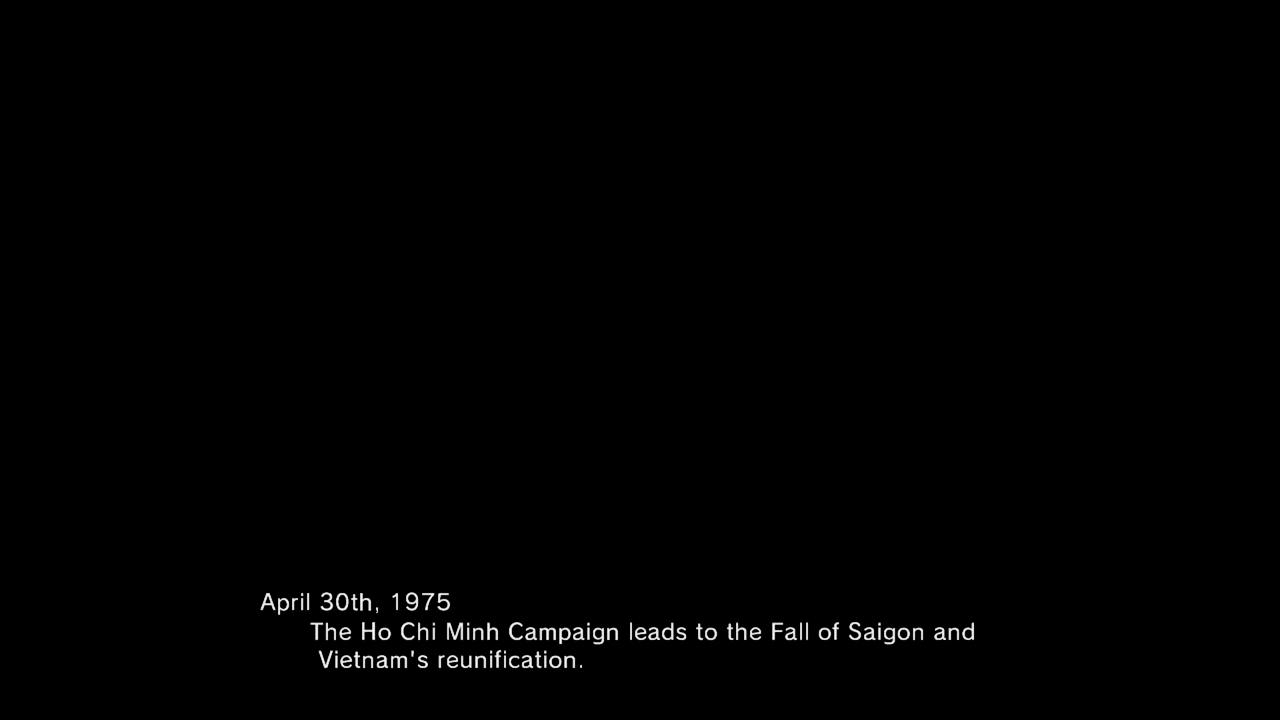 April 30th, 1975
The Ho Chi Minh Campaign leads to the Fall of Saigon and
Vietnam's reunification.